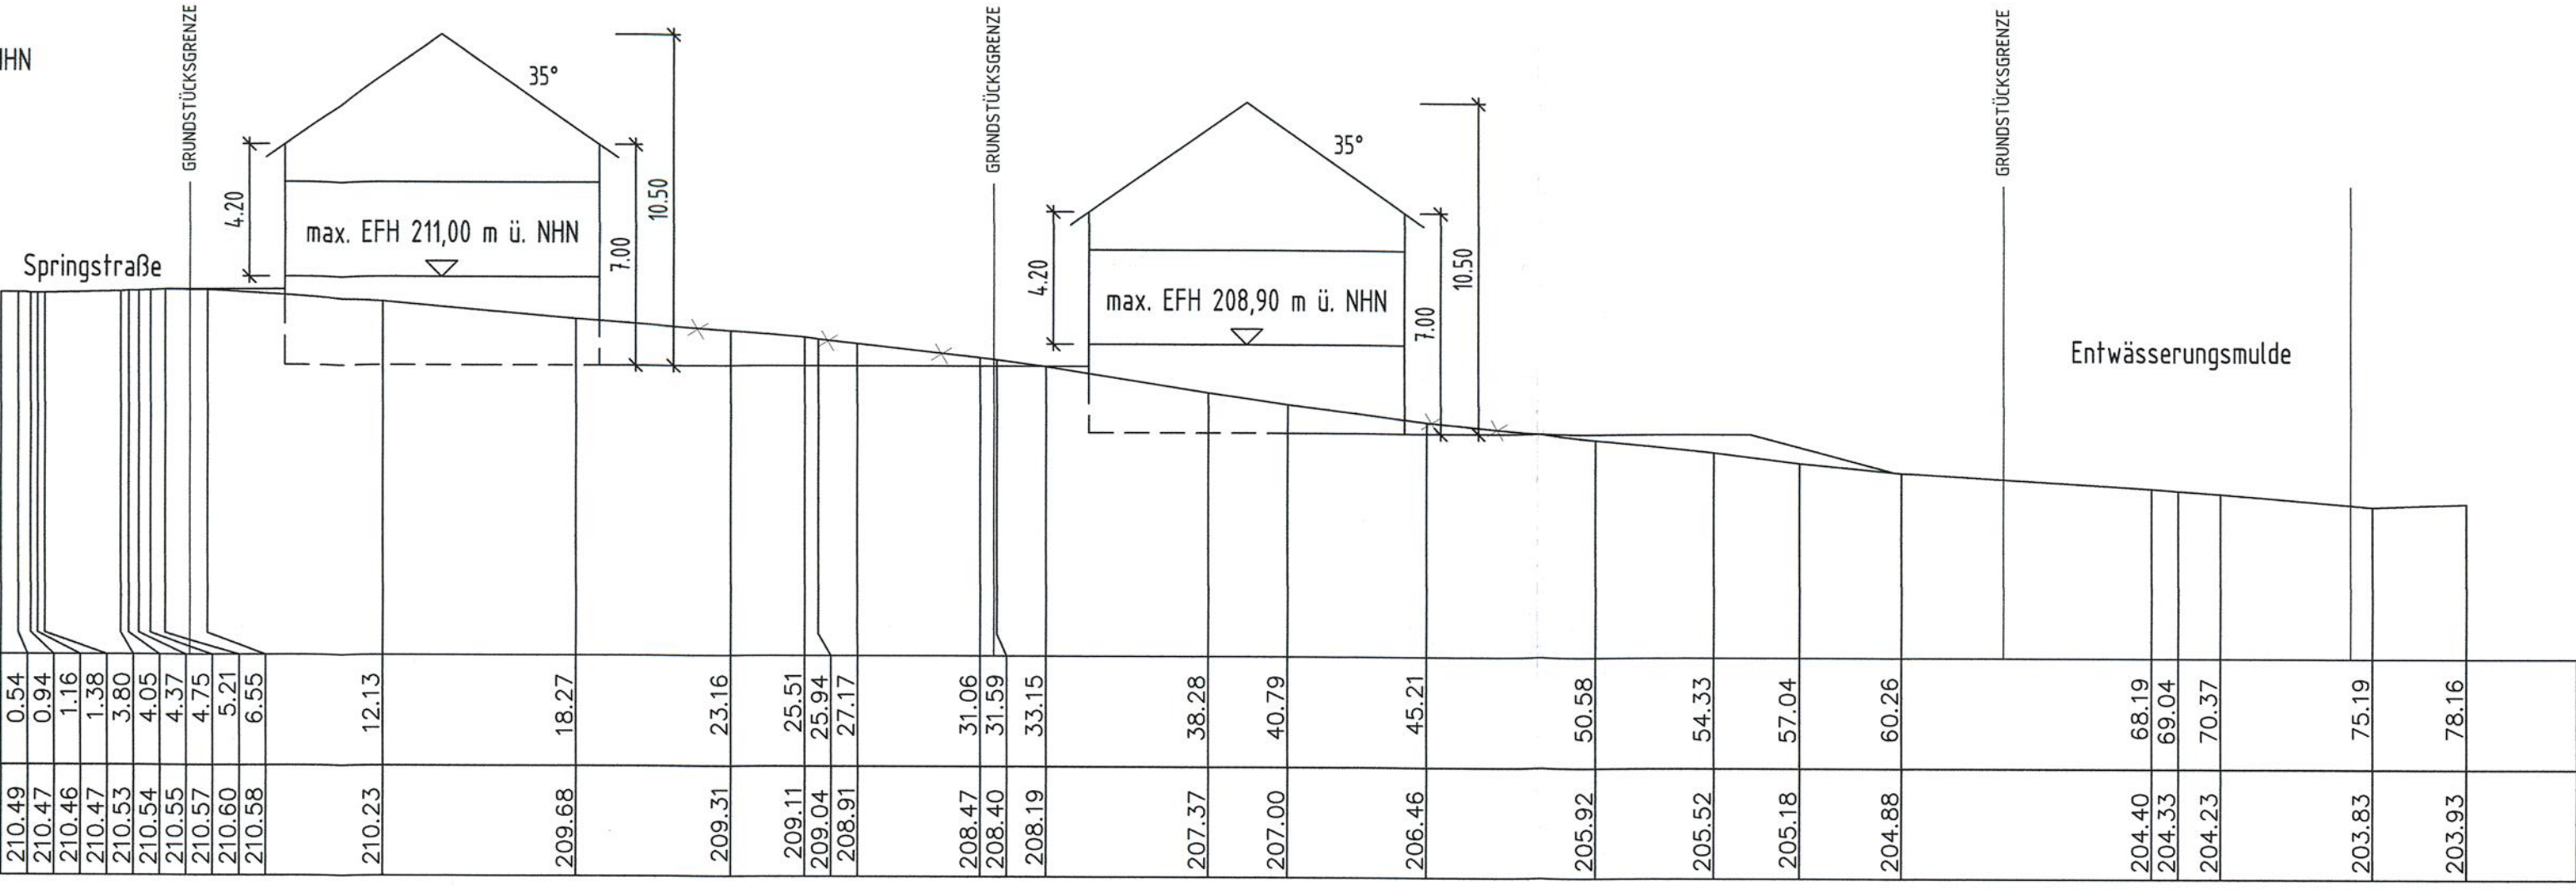 HN
GRUNDSTÜCKSGRENZE
35°
4.20
10.50
max. EFH 211,00 m ü. NHN
7.00
Springstraße
GRUNDSTÜCKSGRENZE
35°
4.20
10.50
max. EFH 208,90 m ü. NHN
7.00
GRUNDSTÜCKSGRENZE
Entwässerungsmulde
0.54 0.94 1.16 1.38 3.80 4.05 4.37 4.75 5.21 6.55 12.13 18.27 23.16 25.51 25.94 27.17 31.06 31.59 33.15 38.28 40.79 45.21 50.58 54.33 57.04 60.26 68.19 69.04 70.37 75.19 78.16
210.49 210.47 210.46 210.47 210.53 210.54 210.55 210.57 210.60 210.58 210.23 209.68 209.31 209.11 209.04 208.91 208.47 208.40 208.19 207.37 207.00 206.46 205.92 205.52 205.18 204.88 204.40 204.33 204.23 203.83 203.93